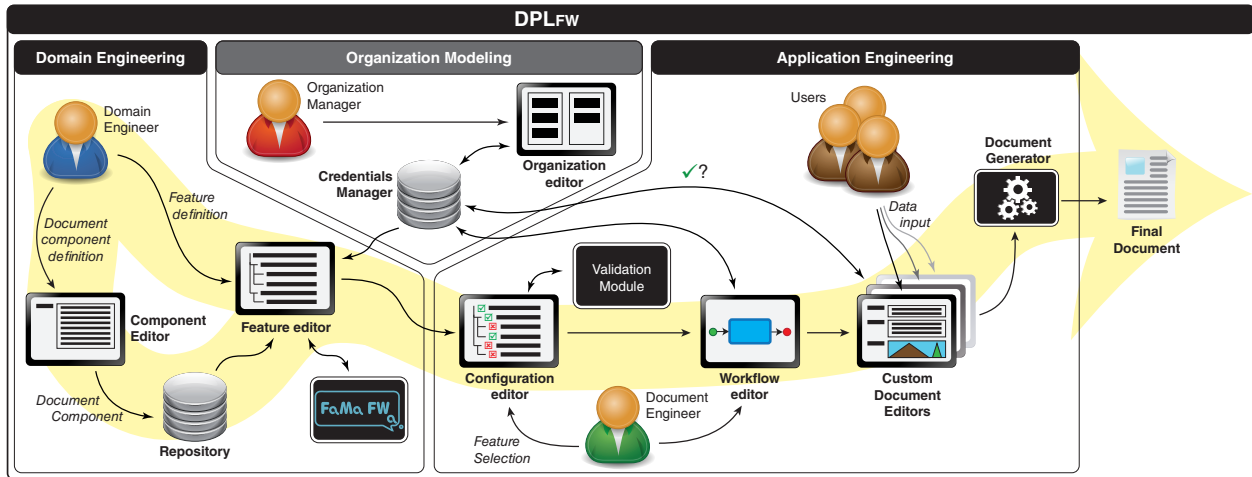 DPLFW
Domain Engineering
Organization Modeling
Application Engineering
Domain
Engineer
Organization
Manager
Users
Document
Generator
Organization
editor
Credentials
Manager
✓?
Feature
definition
Document
component
definition
Data
input
Final
Document
Validation
Module
Component
Editor
Feature editor
Configuration
editor
Workflow
editor
Custom
Document
Editors
Document
Component
FaMa FW
Repository
Document
Engineer
Feature
Selection